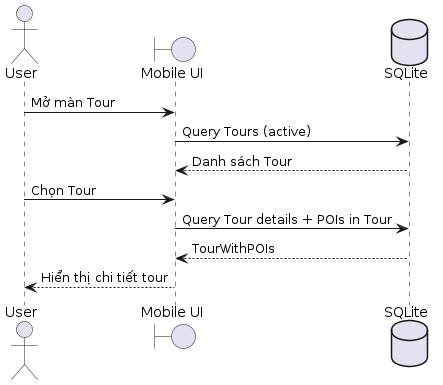 User
Mobile UI
SQLite
Mở màn Tour
Query Tours (active)
Danh sách Tour
Chọn Tour
Query Tour details + POIs in Tour
TourWithPOIs
Hiển thị chi tiết tour
User
Mobile UI
SQLite